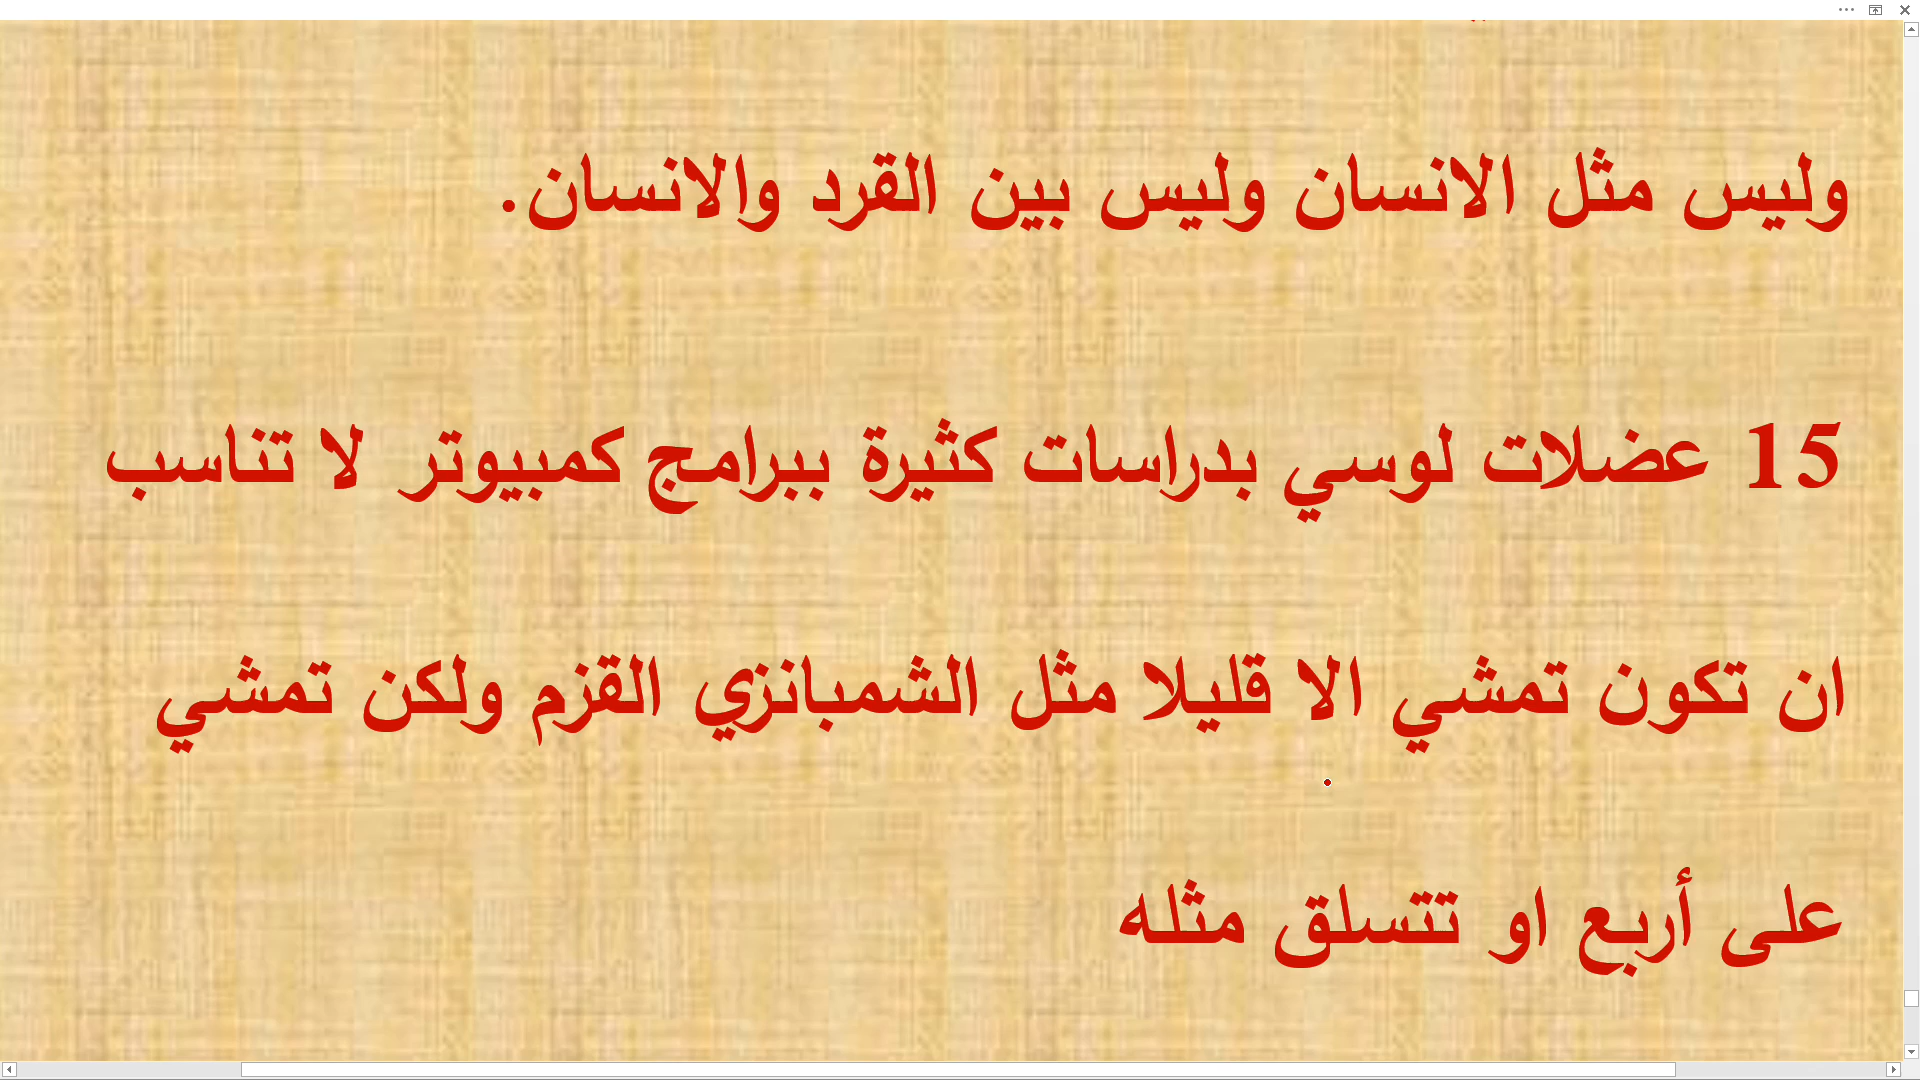 وليس مثل الانسان وليس بين القرد والانسان.
15 عضلات لوسي بدراسات كثيرة ببرامج كمبيوتر لا تناسب
ان تكون تمشي الا قليلا مثل الشمبانزي القزم ولكن تمشي
على أربع او تتسلق مثله